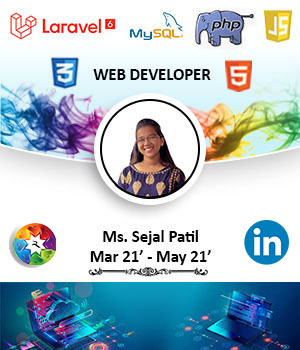 Laravel 6
MySQL
php
JS
3
WEB DEVELOPER
5
Ms. Sejal Patil
Mar 21’ - May 21’
in